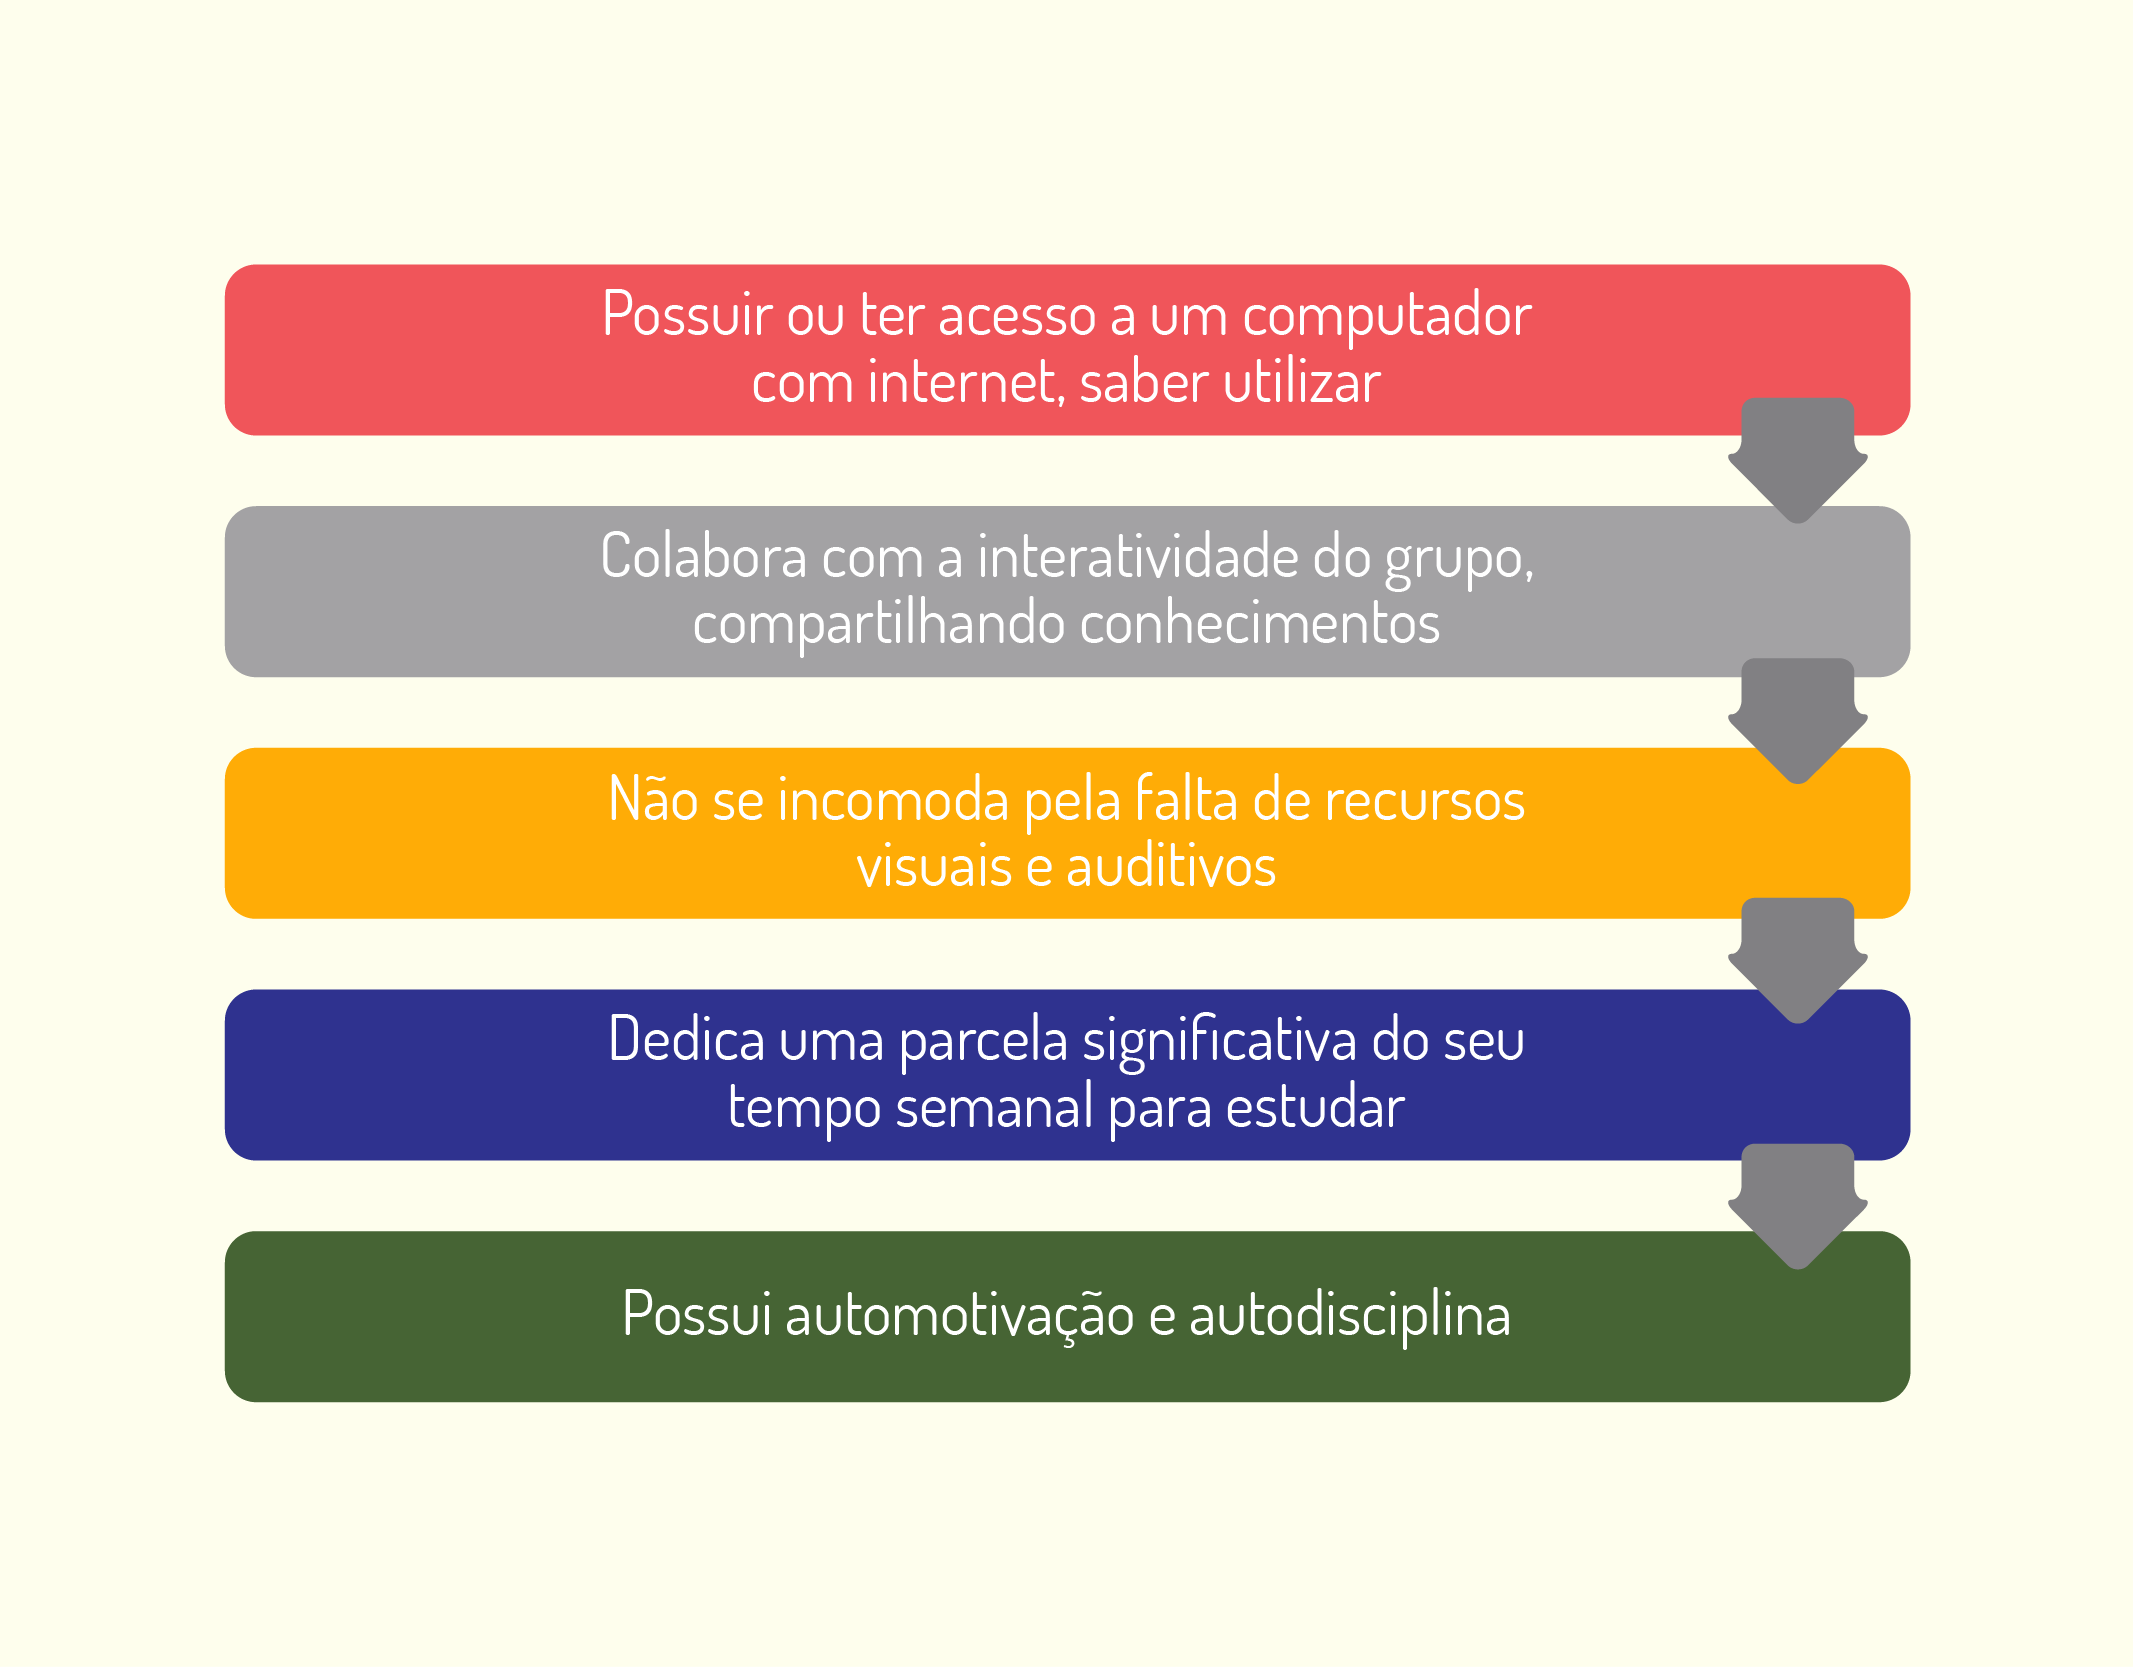 Possuir ou ter acesso a um computador
com internet, saber utilizar
Colabora com a interatividade do grupo,
compartilhando conhecimentos
Não se incomoda pela falta de recursos
visuais e auditivos
Dedica uma parcela significativa do seu
tempo semanal para estudar
Possui automotivação e autodisciplina